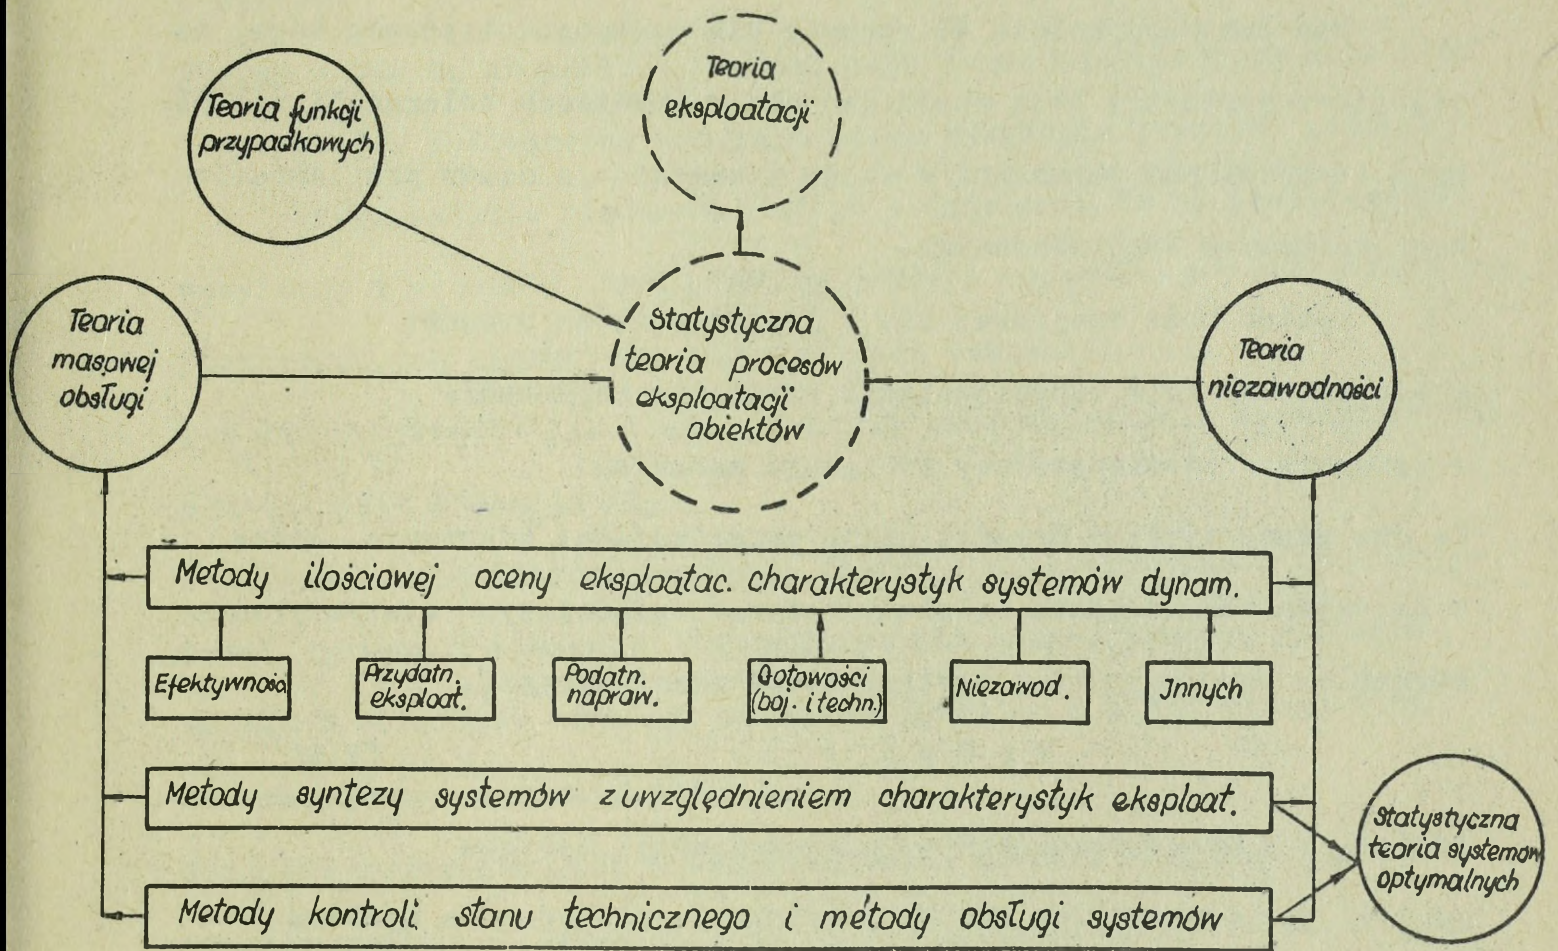 Teoria
eksploatacji
Teoria funkcji
przypadkowych
Teoria
masowej
obsługi
Statystyczna
teoria procesów
eksploatacji
obiektów
Teoria
niezawodności
Metody ilościowej oceny eksploatac. charakterystyk systemów dynam.
Efektywności
Przydatn.
eksploat.
Podatn.
napraw.
Gotowości
(boj. i techn.)
Niezawod.
Jnnych
Metody syntezy systemów z uwzględnieniem charakterystyk eksploat.
Statystyczna
teoria systemów
optymalnych
Metody kontroli stanu technicznego i metody obsługi systemów